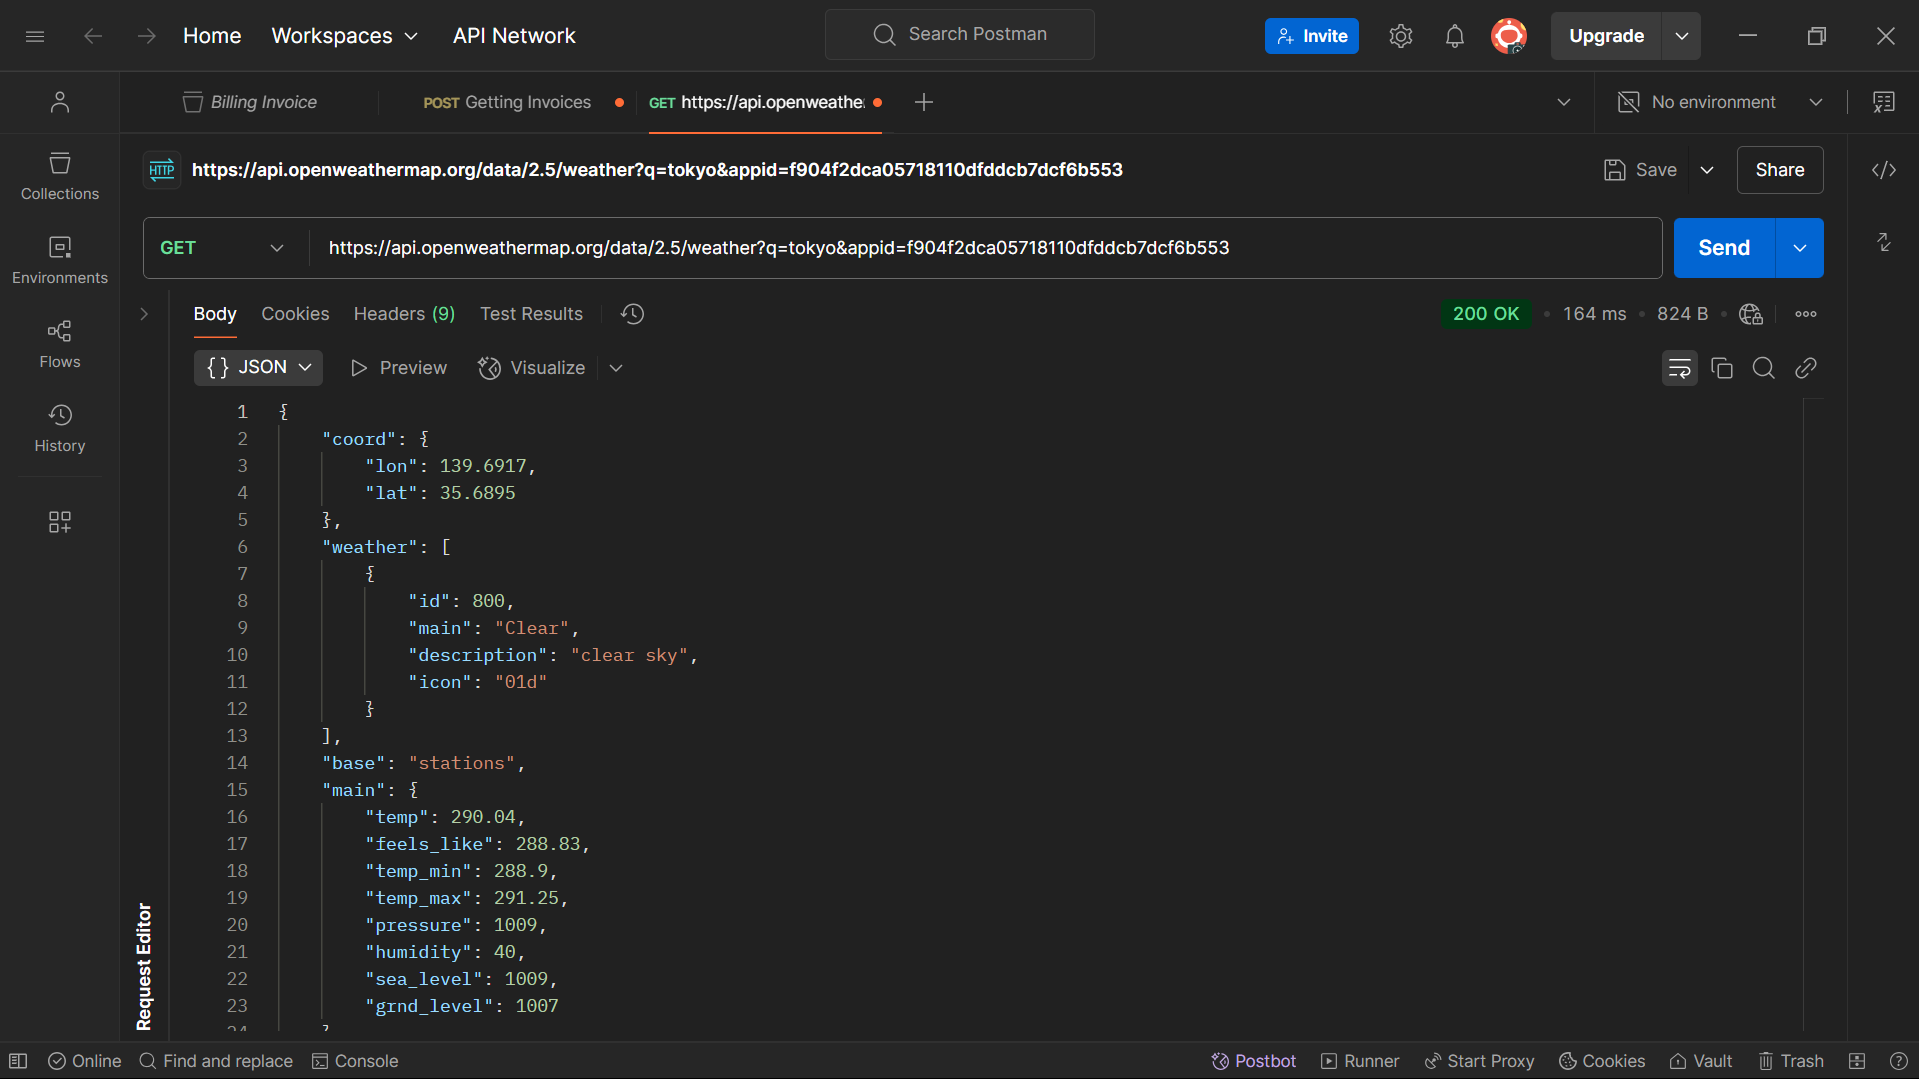 Home Workspaces API Network Search Postman Invite Upgrade
Billing Invoice POST Getting Invoices GET https://api.openweathe No environment
HTTP https://api.openweathermap.org/data/2.5/weather?q=tokyo&appid=f904f2dca05718110dfddcb7dcf6b553 Save Share
Collections
GET https://api.openweathermap.org/data/2.5/weather?q=tokyo&appid=f904f2dca05718110dfddcb7dcf6b553 Send
Environments
Body Cookies Headers (9) Test Results 200 OK • 164 ms • 824 B
Flows
{} JSON Preview Visualize
History
1 {
2 "coord": {
3 "lon": 139.6917,
4 "lat": 35.6895
5 },
6 "weather": [
7 {
8 "id": 800,
9 "main": "Clear",
10 "description": "clear sky",
11 "icon": "01d"
12 }
13 ],
14 "base": "stations",
15 "main": {
16 "temp": 290.04,
17 "feels_like": 288.83,
18 "temp_min": 288.9,
19 "temp_max": 291.25,
20 "pressure": 1009,
21 "humidity": 40,
22 "sea_level": 1009,
23 "grnd_level": 1007
Request Editor
Online Find and replace Console Postbot Runner Start Proxy Cookies Vault Trash